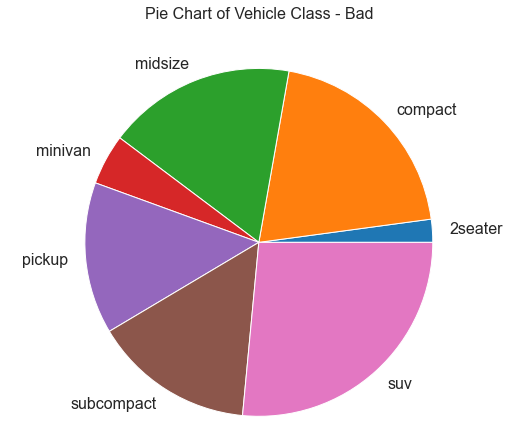 Pie Chart of Vehicle Class - Bad
midsize
compact
minivan
2seater
pickup
suv
subcompact